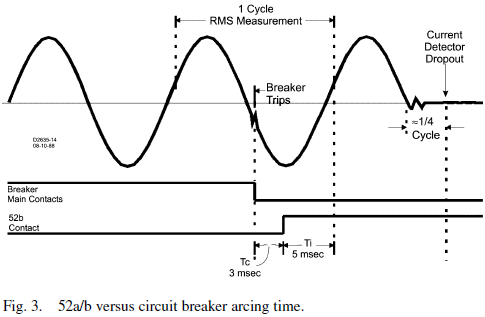 1 Cycle
RMS Measurement
Current
Detector
Dropout
Breaker
Trips
≈1/4
Cycle
D2635-14
08-10-88
Breaker
Main Contacts
52b
Contact
Tc
3 msec
Ti
5 msec
Fig. 3. 52a/b versus circuit breaker arcing time.